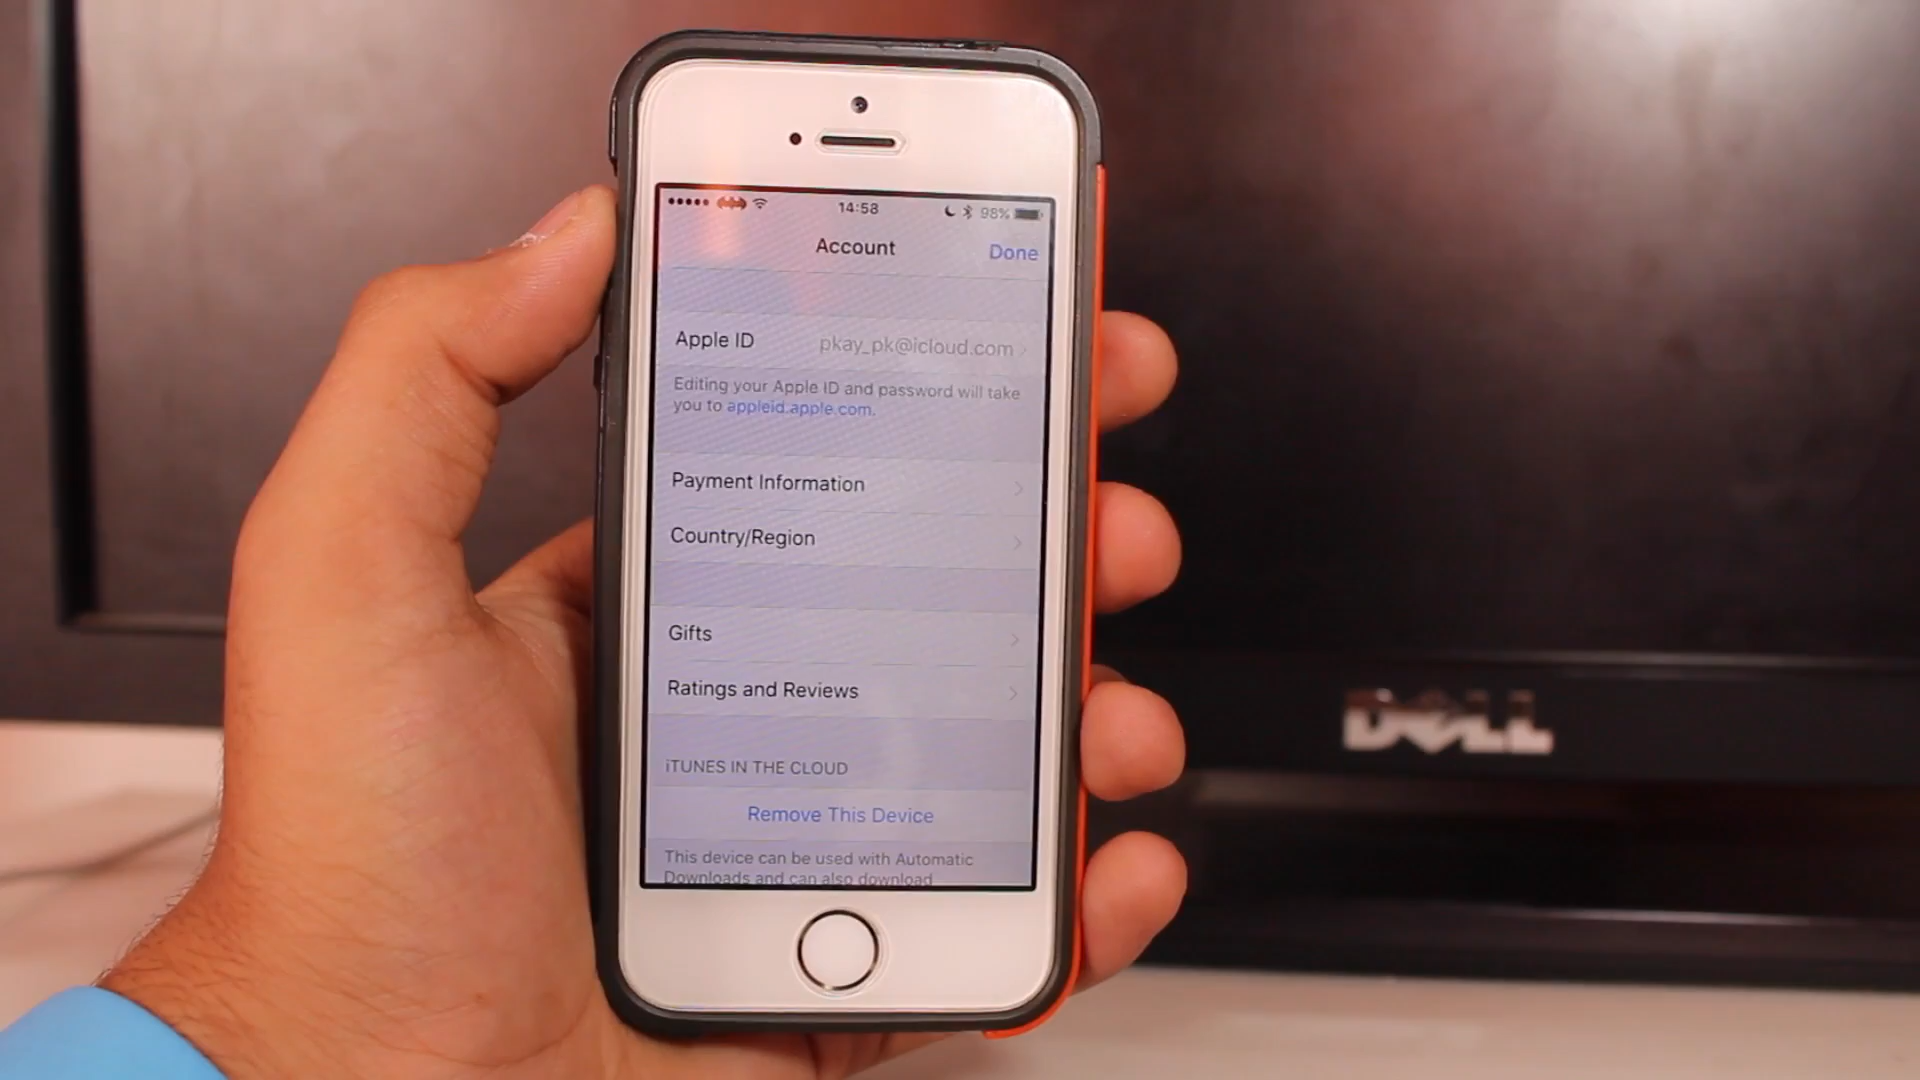 14:58
98%
Account
Done
Apple ID
pkay_pk@icloud.com
Editing your Apple ID and password will take
you to appleid.apple.com.
Payment Information
Country/Region
Gifts
Ratings and Reviews
iTUNES IN THE CLOUD
Remove This Device
This device can be used with Automatic
Downloads and can also download
DELL